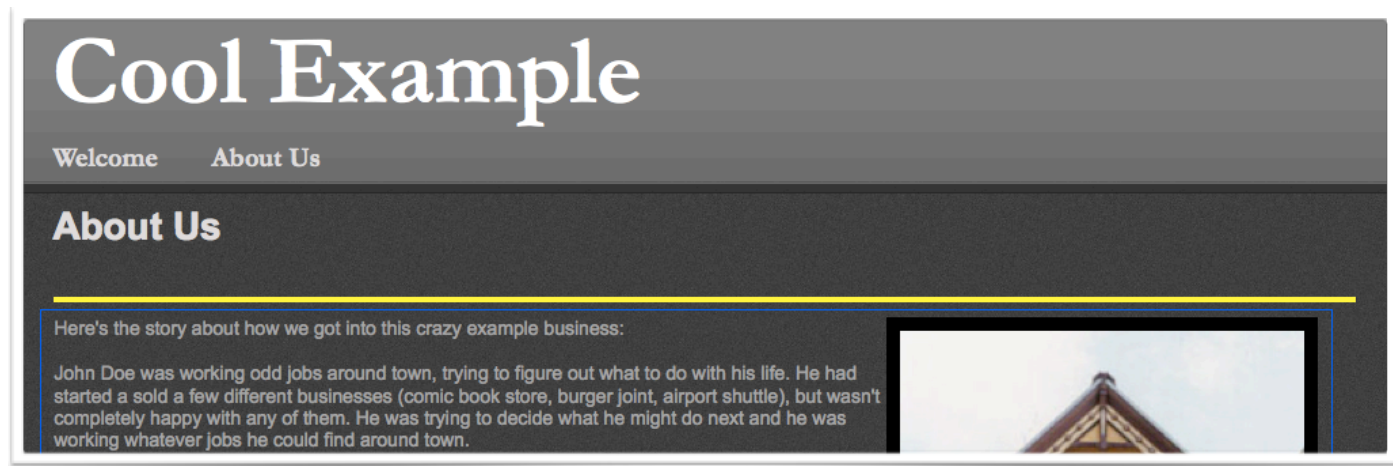 Cool Example
Welcome About Us
About Us
Here's the story about how we got into this crazy example business:
John Doe was working odd jobs around town, trying to figure out what to do with his life. He had
started a sold a few different businesses (comic book store, burger joint, airport shuttle), but wasn't
completely happy with any of them. He was trying to decide what he might do next and he was
working whatever jobs he could find around town.